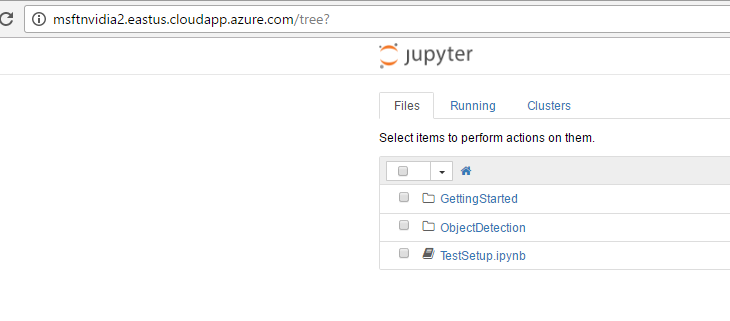 msftnvidia2.eastus.cloudapp.azure.com/tree?
jupyter
Files Running Clusters
Select items to perform actions on them.
GettingStarted
ObjectDetection
TestSetup.ipynb